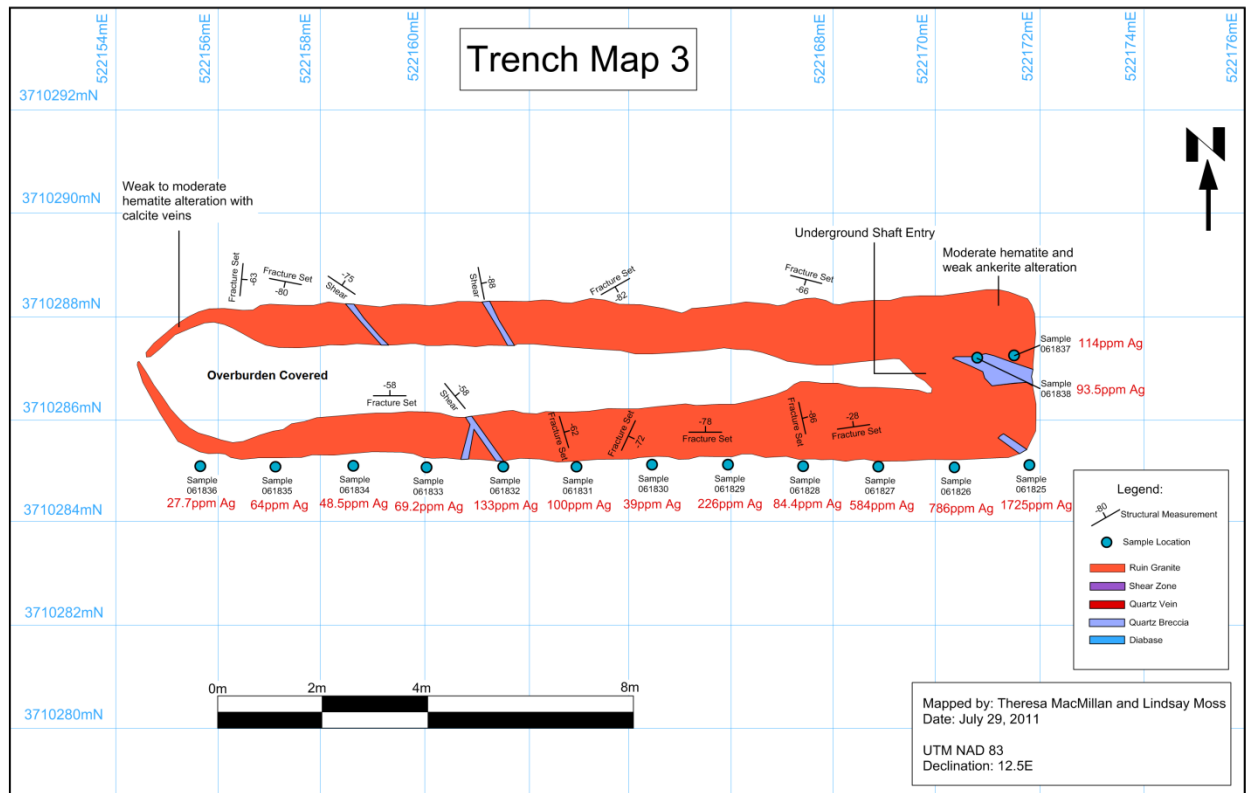 522154mE
522156mE
522158mE
522160mE
522168mE
522170mE
522172mE
522174mE
522176mE
Trench Map 3
3710292mN
3710290mN
3710288mN
3710286mN
3710284mN
3710282mN
3710280mN
N
Weak to moderate
hematite alteration with
calcite veins
Underground Shaft Entry
Moderate hematite and
weak ankerite alteration
Fracture Set
-63
Fracture Set
-80
-75
Shear
-88
Shear
Fracture Set
-62
Fracture Set
-66
Overburden Covered
-58
Fracture Set
-58
Shear
-62
Fracture Set
Fracture Set
-72
-78
Fracture Set
-86
Fracture Set
-28
Fracture Set
Sample
061837
114ppm Ag
Sample
061838
93.5ppm Ag
Sample
061836
27.7ppm Ag
Sample
061835
64ppm Ag
Sample
061834
48.5ppm Ag
Sample
061833
69.2ppm Ag
Sample
061832
133ppm Ag
Sample
061831
100ppm Ag
Sample
061830
39ppm Ag
Sample
061829
226ppm Ag
Sample
061828
84.4ppm Ag
Sample
061827
584ppm Ag
Sample
061826
786ppm Ag
Sample
061825
1725ppm Ag
Legend:
-80
Structural Measurement
Sample Location
Ruin Granite
Shear Zone
Quartz Vein
Quartz Breccia
Diabase
0m
2m
4m
8m
Mapped by: Theresa MacMillan and Lindsay Moss
Date: July 29, 2011
UTM NAD 83
Declination: 12.5E